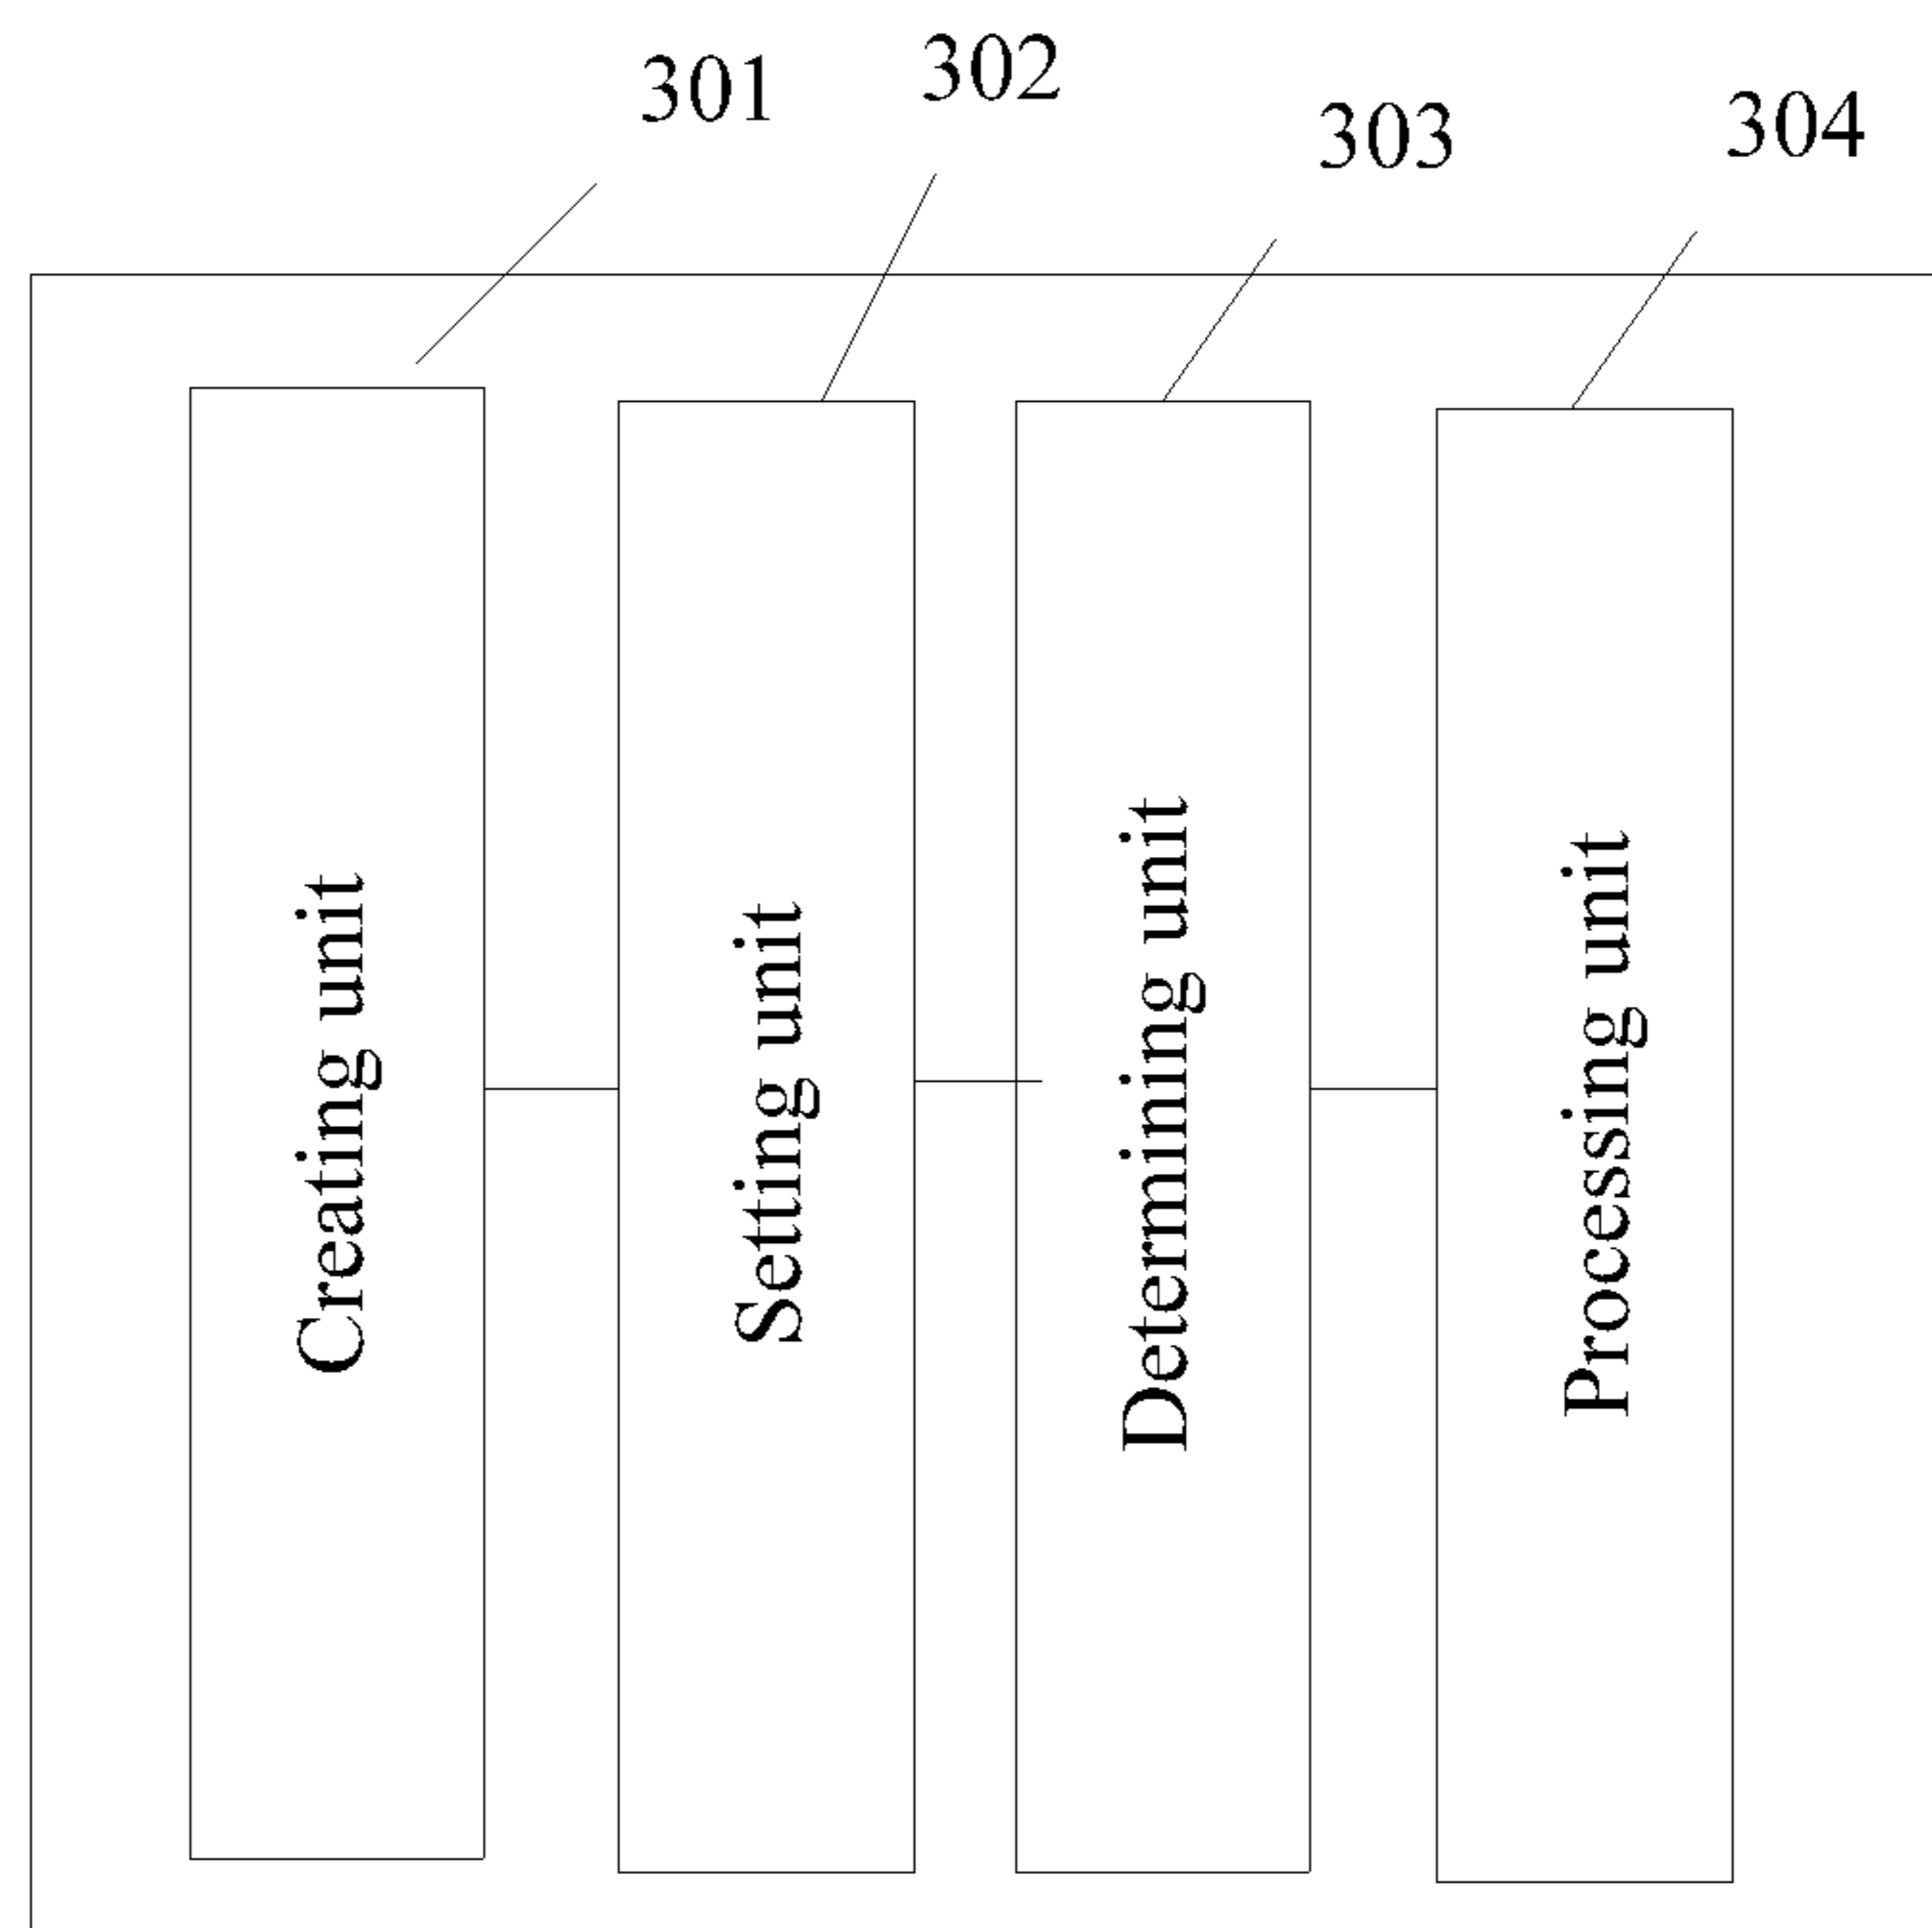 301
302
303
304
Creating unit
Setting unit
Determining unit
Processing unit